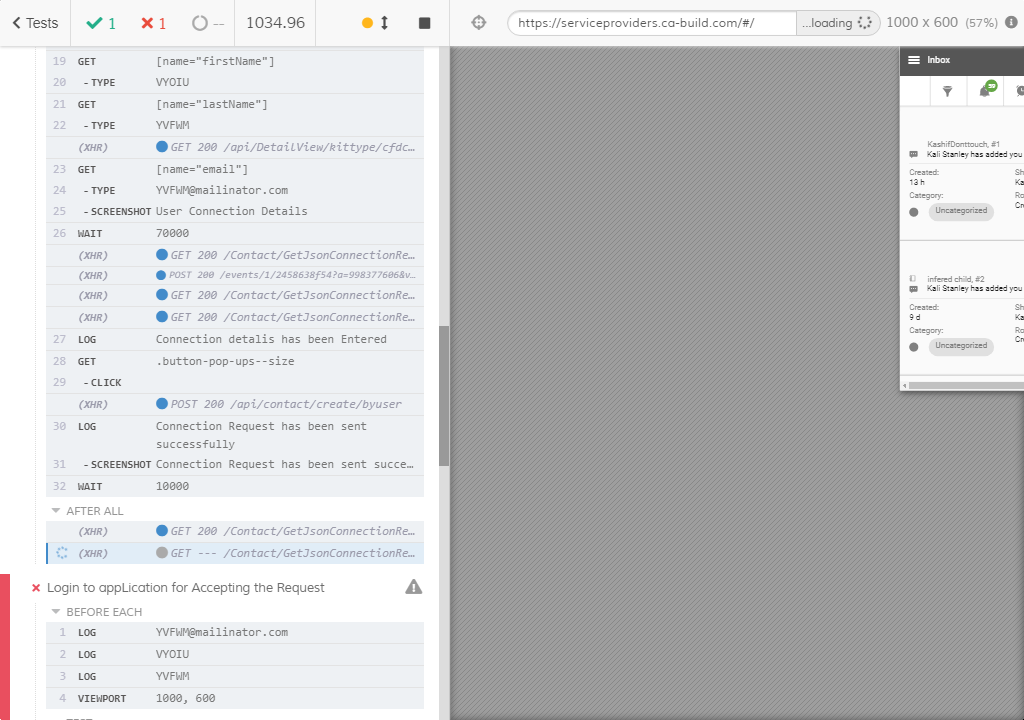 Tests
1
1
--
1034.96
https://serviceproviders.ca-build.com/#/
...loading
1000 x 600 (57%)
19 GET [name="firstName"]
20 - TYPE VYOIU
21 GET [name="lastName"]
22 - TYPE YVFWM
(XHR) GET 200 /api/DetailView/kittype/cfdc…
23 GET [name="email"]
24 - TYPE YVFWM@mailinator.com
25 - SCREENSHOT User Connection Details
26 WAIT 70000
(XHR) GET 200 /Contact/GetJsonConnectionRe…
(XHR) POST 200 /events/1/2458638f54?a=998377606&v…
(XHR) GET 200 /Contact/GetJsonConnectionRe…
(XHR) GET 200 /Contact/GetJsonConnectionRe…
27 LOG Connection detalis has been Entered
28 GET .button-pop-ups--size
29 - CLICK
(XHR) POST 200 /api/contact/create/byuser
30 LOG Connection Request has been sent
successfully
31 - SCREENSHOT Connection Request has been sent succe…
32 WAIT 10000
AFTER ALL
(XHR) GET 200 /Contact/GetJsonConnectionRe…
(XHR) GET --- /Contact/GetJsonConnectionRe…
Login to appLication for Accepting the Request
BEFORE EACH
1 LOG YVFWM@mailinator.com
2 LOG VYOIU
3 LOG YVFWM
4 VIEWPORT 1000, 600
Inbox
39
KashifDonttouch, #1
Kali Stanley has added you
Created: Sh
13 h Ka
Category: Ro
Uncategorized Cr
infered child, #2
Kali Stanley has added you
Created: Sh
9 d Ka
Category: Ro
Uncategorized Cr